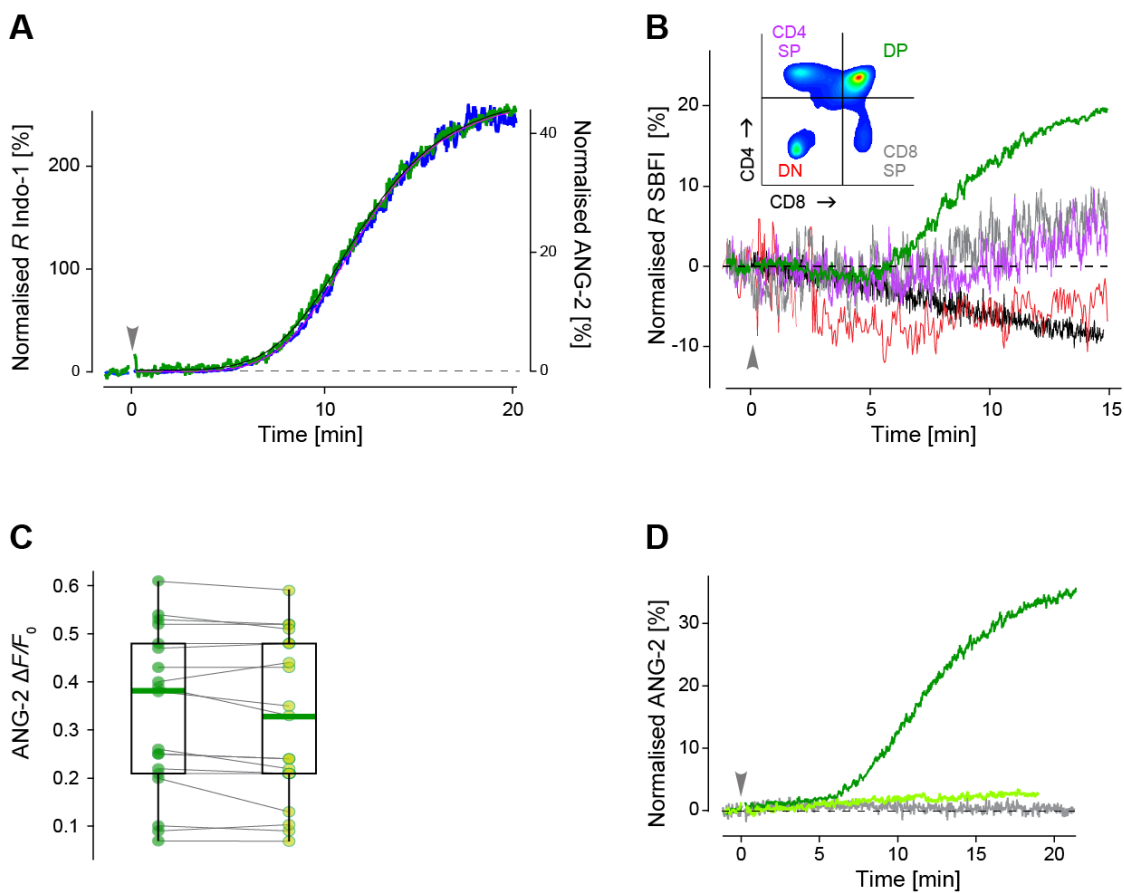 A
Normalised R Indo-1 [%]
200
100
0
Normalised ANG-2 [%]
40
20
0
0
10
20
Time [min]
B
Normalised R SBFI [%]
20
10
0
-10
CD4 SP
DP
DN
CD8 SP
CD4 →
CD8 →
0
5
10
15
Time [min]
C
ANG-2 ΔF/F0
0.6
0.5
0.4
0.3
0.2
0.1
D
Normalised ANG-2 [%]
30
20
10
0
0
5
10
15
20
Time [min]